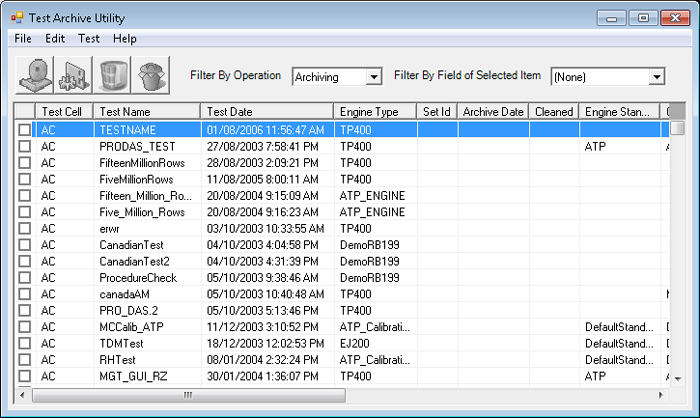 Test Archive Utility
File Edit Test Help
Filter By Operation Archiving Filter By Field of Selected Item (None)
Test Cell Test Name Test Date Engine Type Set Id Archive Date Cleaned Engine Stan...
AC TESTNAME 01/08/2006 11:56:47 AM TP400
AC PRODAS_TEST 27/08/2003 7:58:41 PM TP400 ATP
AC FifteenMillionRows 28/08/2003 2:09:21 PM TP400
AC FiveMillionRows 11/08/2005 8:00:11 AM TP400
AC Fifteen_Million_Ro... 20/08/2004 9:15:09 AM ATP_ENGINE
AC Five_Million_Rows 20/08/2004 9:16:23 AM ATP_ENGINE
AC erwr 03/10/2003 10:33:55 AM TP400
AC CanadianTest 04/10/2003 4:04:58 PM DemoRB199
AC CanadianTest2 04/10/2003 4:31:39 PM DemoRB199
AC ProcedureCheck 05/10/2003 9:38:46 AM DemoRB199
AC canadaAM 05/10/2003 10:40:48 AM TP400
AC PRO_DAS.2 05/10/2003 5:13:46 PM TP400
AC MCCalib_ATP 11/12/2003 3:10:52 PM ATP_Calibrati... DefaultStand...
AC TDMTest 18/12/2003 12:02:53 PM EJ200 DefaultStand...
AC RHTest 08/01/2004 2:32:24 PM ATP_Calibrati... DefaultStand...
AC MGT_GUI_RZ 30/01/2004 1:36:07 PM TP400 ATP